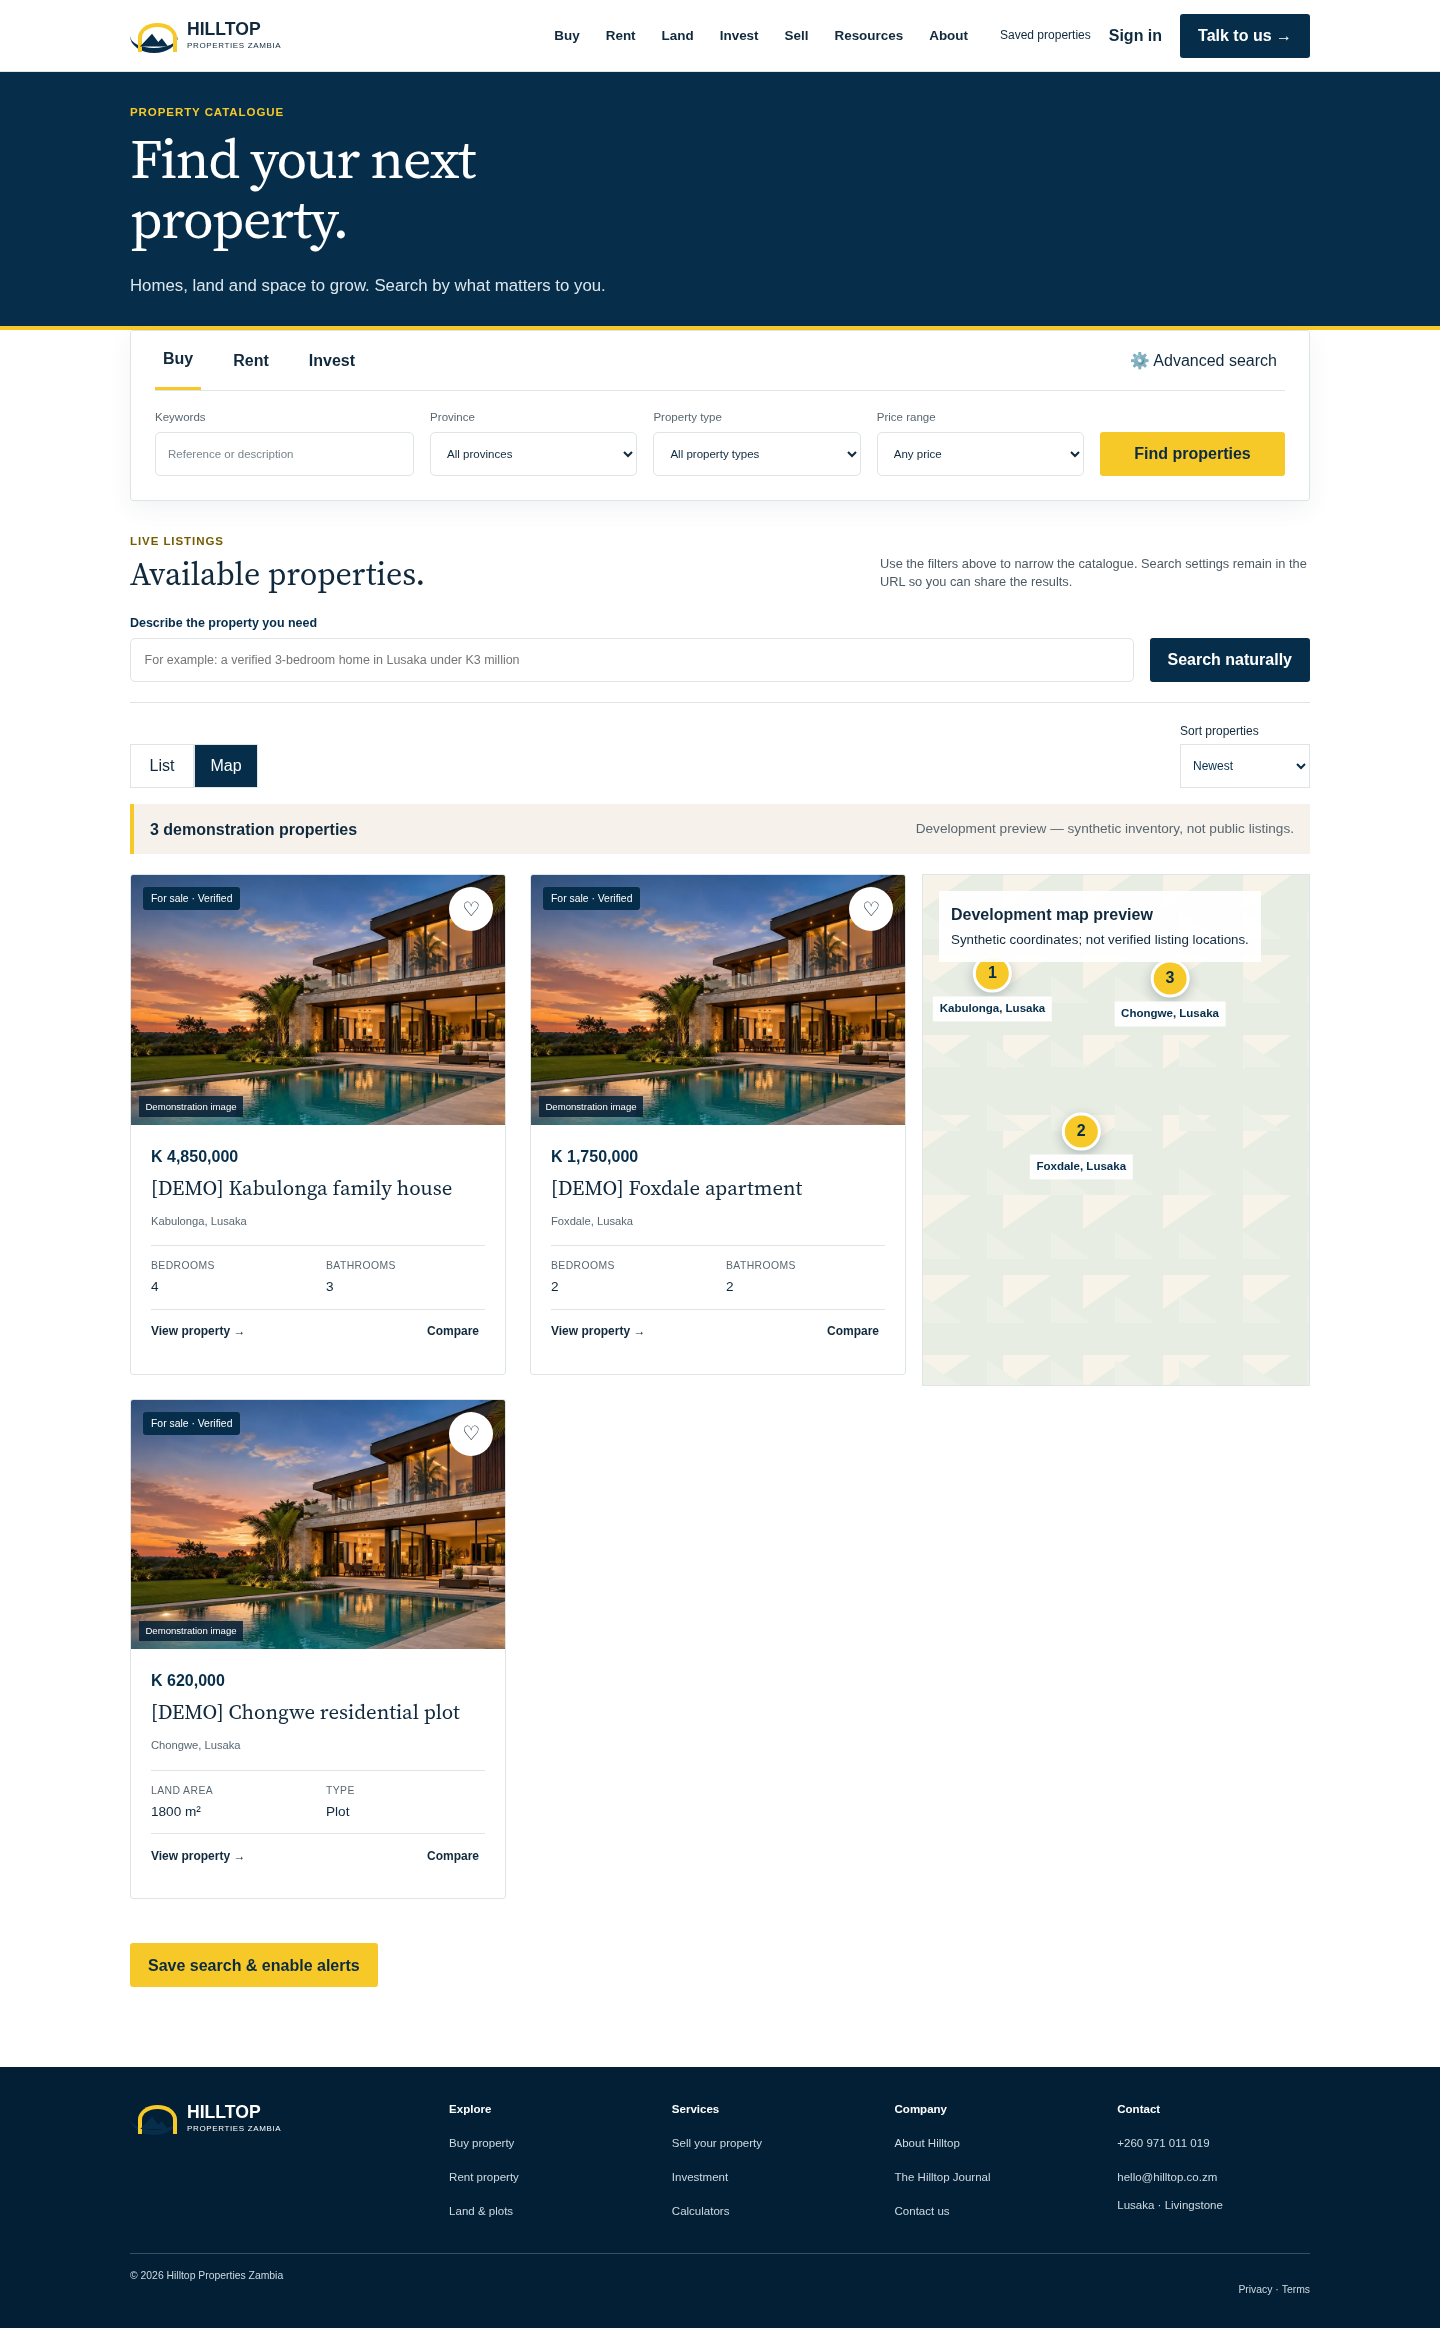 HILLTOP
PROPERTIES ZAMBIA
Buy Rent Land Invest Sell Resources About Saved properties Sign in Talk to us →
PROPERTY CATALOGUE
Find your next
property.
Homes, land and space to grow. Search by what matters to you.
Buy Rent Invest ⚙️ Advanced search
Keywords Province Property type Price range
Reference or description All provinces All property types Any price Find properties
LIVE LISTINGS
Available properties.
Use the filters above to narrow the catalogue. Search settings remain in the
URL so you can share the results.
Describe the property you need
For example: a verified 3-bedroom home in Lusaka under K3 million Search naturally
Sort properties
List Map Newest
3 demonstration properties Development preview — synthetic inventory, not public listings.
For sale · Verified ♡
Demonstration image
K 4,850,000
[DEMO] Kabulonga family house
Kabulonga, Lusaka
BEDROOMS BATHROOMS
4 3
View property → Compare
For sale · Verified ♡
Demonstration image
K 1,750,000
[DEMO] Foxdale apartment
Foxdale, Lusaka
BEDROOMS BATHROOMS
2 2
View property → Compare
Development map preview
Synthetic coordinates; not verified listing locations.
1
Kabulonga, Lusaka
3
Chongwe, Lusaka
2
Foxdale, Lusaka
For sale · Verified ♡
Demonstration image
K 620,000
[DEMO] Chongwe residential plot
Chongwe, Lusaka
LAND AREA TYPE
1800 m² Plot
View property → Compare
Save search & enable alerts
HILLTOP
PROPERTIES ZAMBIA
Explore
Buy property
Rent property
Land & plots
Services
Sell your property
Investment
Calculators
Company
About Hilltop
The Hilltop Journal
Contact us
Contact
+260 971 011 019
hello@hilltop.co.zm
Lusaka · Livingstone
© 2026 Hilltop Properties Zambia
Privacy · Terms